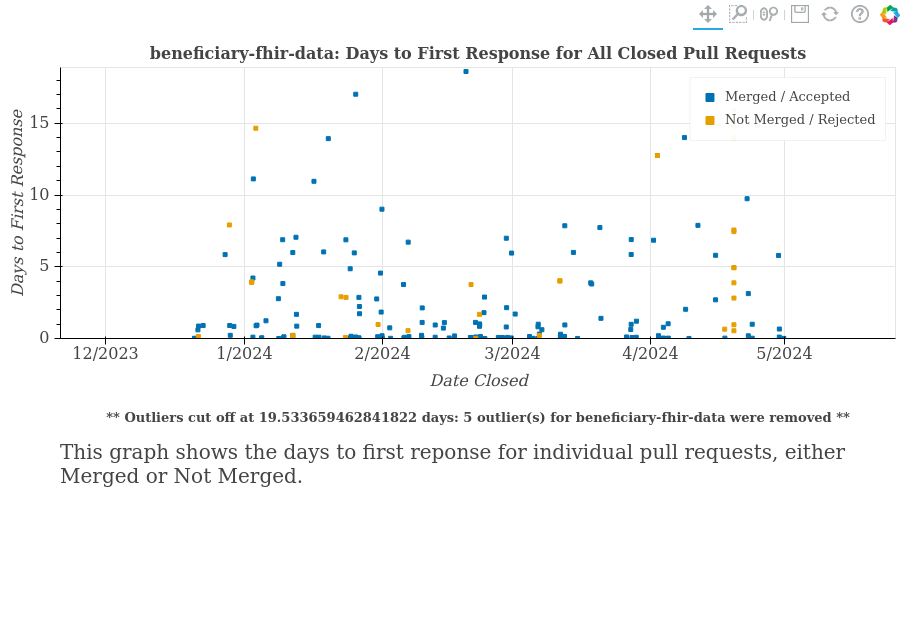 beneficiary-fhir-data: Days to First Response for All Closed Pull Requests
Merged / Accepted
Not Merged / Rejected
Days to First Response
15
10
5
0
12/2023 1/2024 2/2024 3/2024 4/2024 5/2024
Date Closed
** Outliers cut off at 19.533659462841822 days: 5 outlier(s) for beneficiary-fhir-data were removed **
This graph shows the days to first reponse for individual pull requests, either
Merged or Not Merged.